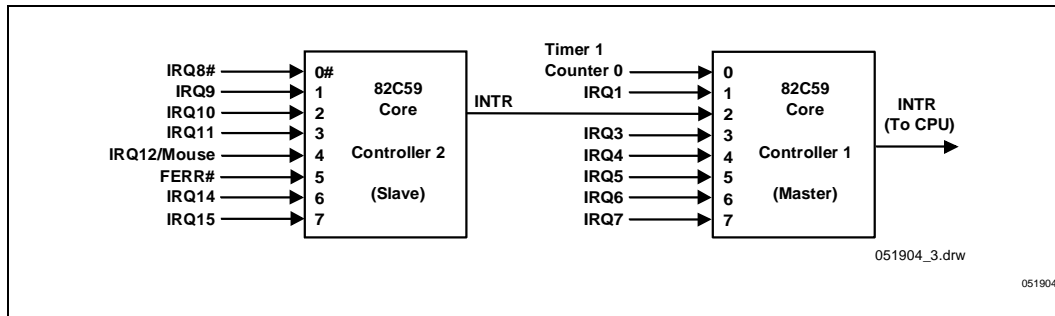 IRQ8#
IRQ9
IRQ10
IRQ11
IRQ12/Mouse
FERR#
IRQ14
IRQ15
0#
1
2
3
4
5
6
7
82C59
Core
Controller 2
(Slave)
INTR
Timer 1
Counter 0
IRQ1
IRQ3
IRQ4
IRQ5
IRQ6
IRQ7
0
1
2
3
4
5
6
7
82C59
Core
Controller 1
(Master)
INTR
(To CPU)
051904_3.drw
051904